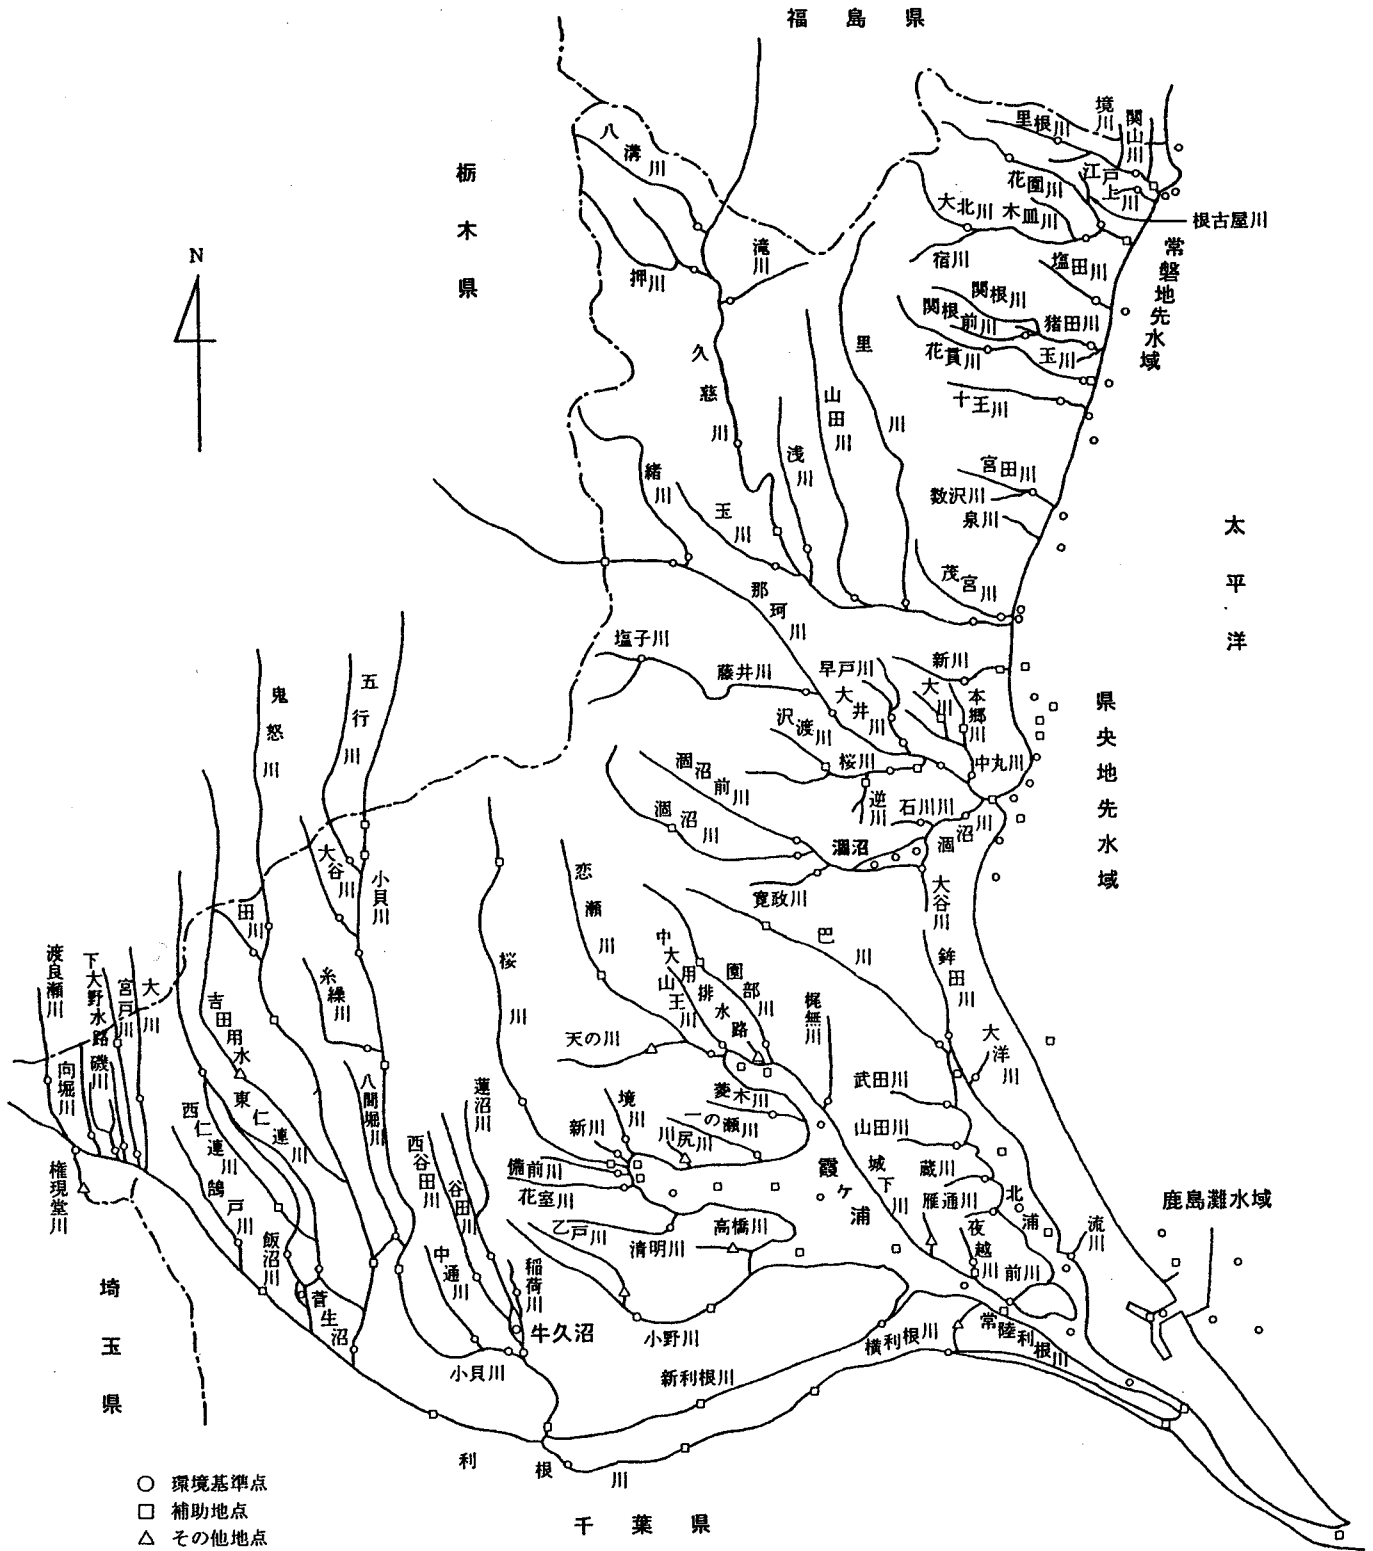 福島県
栃木県
N
八溝川
押川
滝川
久慈川
里根川
境川
関山川
江戸上川
花園川
大北川
木皿川
根古屋川
宿川
塩田川
常磐地先水域
関根川
関根前川
猪田川
花貫川
玉川
十王川
里川
山田川
浅川
宮田川
数沢川
泉川
緒川
玉川
茂宮川
太平洋
那珂川
塩子川
藤井川
早戸川
新川
大井川
大川
本郷川
沢渡川
桜川
中丸川
県央地先水域
涸沼前川
涸沼川
逆川
石川川
涸沼
涸沼川
寛政川
大谷川
鬼怒川
五行川
大谷川
小貝川
田川
恋瀬川
桜川
巴川
鉾田川
中大用排水路
山王川
園部川
梶無川
大洋川
渡良瀬川
下大野水路
宮戸川
大川
糸繰川
吉田用水
天の川
向堀川
磯川
東仁連川
西仁連川
八間堀川
蓮沼川
菱木川
武田川
境川
一の瀬川
新川
川尻川
山田川
西谷田川
谷田川
備前川
花室川
霞ヶ浦
城下川
蔵川
雁通川
北浦
権現堂川
鵠戸川
飯沼川
乙戸川
清明川
高橋川
夜越川
前川
流川
鹿島灘水域
中通川
稲荷川
菅生沼
牛久沼
小野川
横利根川
常陸利根川
埼玉県
小貝川
新利根川
利根川
○ 環境基準点
□ 補助地点
△ その他地点
千葉県